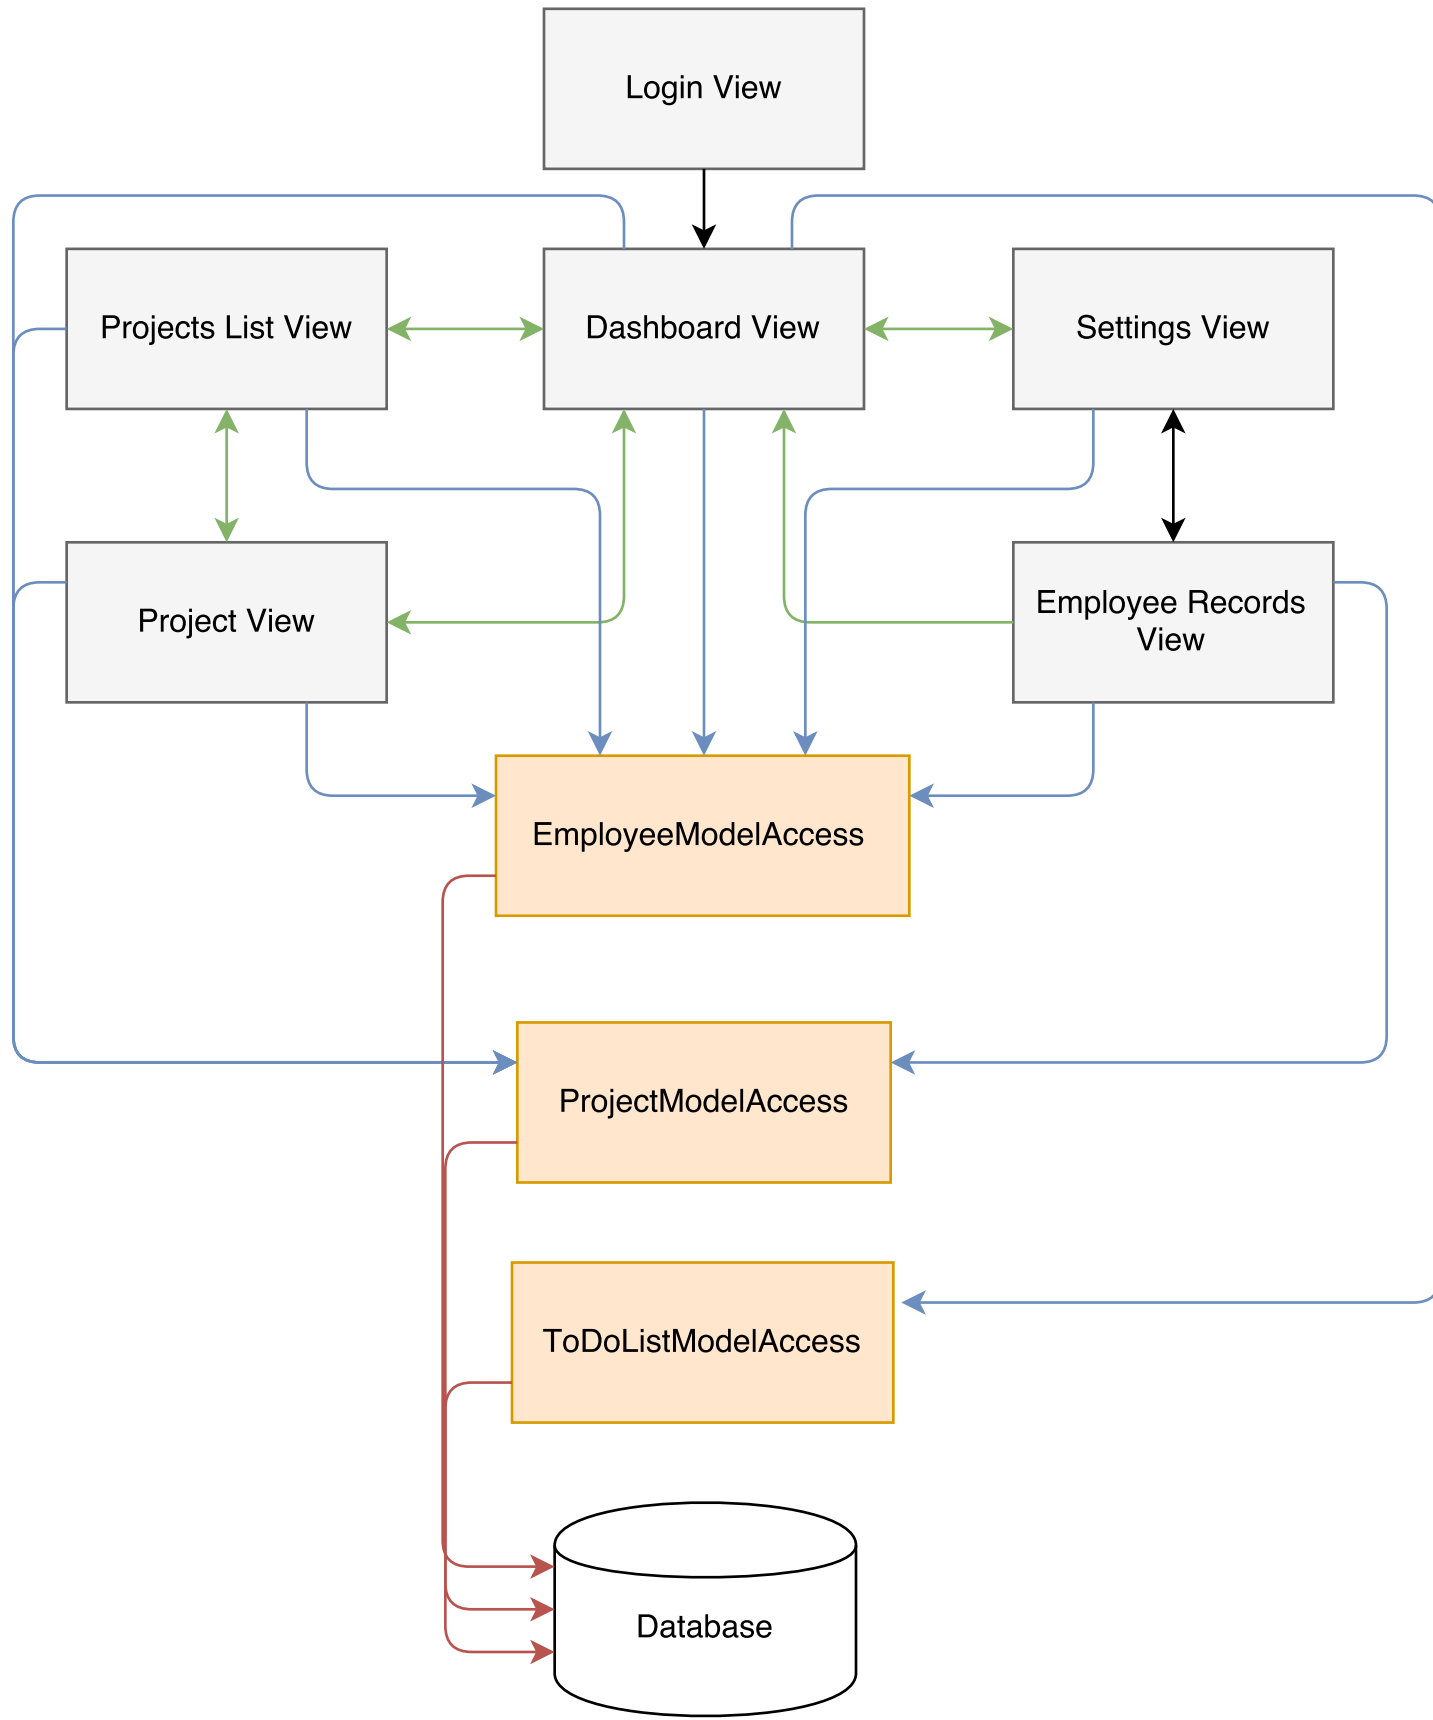 Login View
Projects List View
Dashboard View
Settings View
Project View
Employee Records
View
EmployeeModelAccess
ProjectModelAccess
ToDoListModelAccess
Database